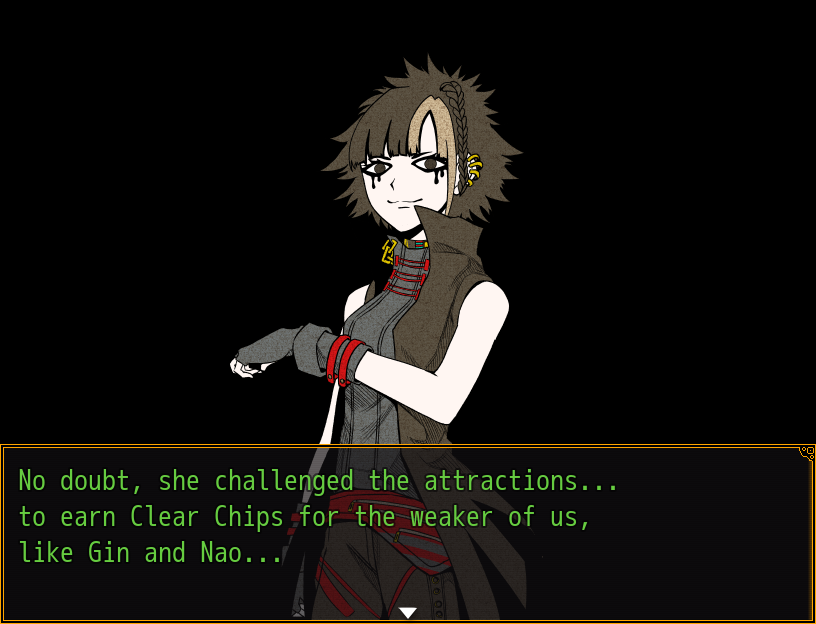 No doubt, she challenged the attractions...
to earn Clear Chips for the weaker of us,
like Gin and Nao...